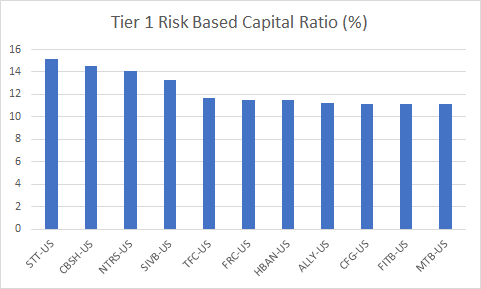 Tier 1 Risk Based Capital Ratio (%)
16
14
12
10
8
6
4
2
0
STT-US
CBSH-US
NTRS-US
SIVB-US
TFC-US
FRC-US
HBAN-US
ALLY-US
CFG-US
FITB-US
MTB-US